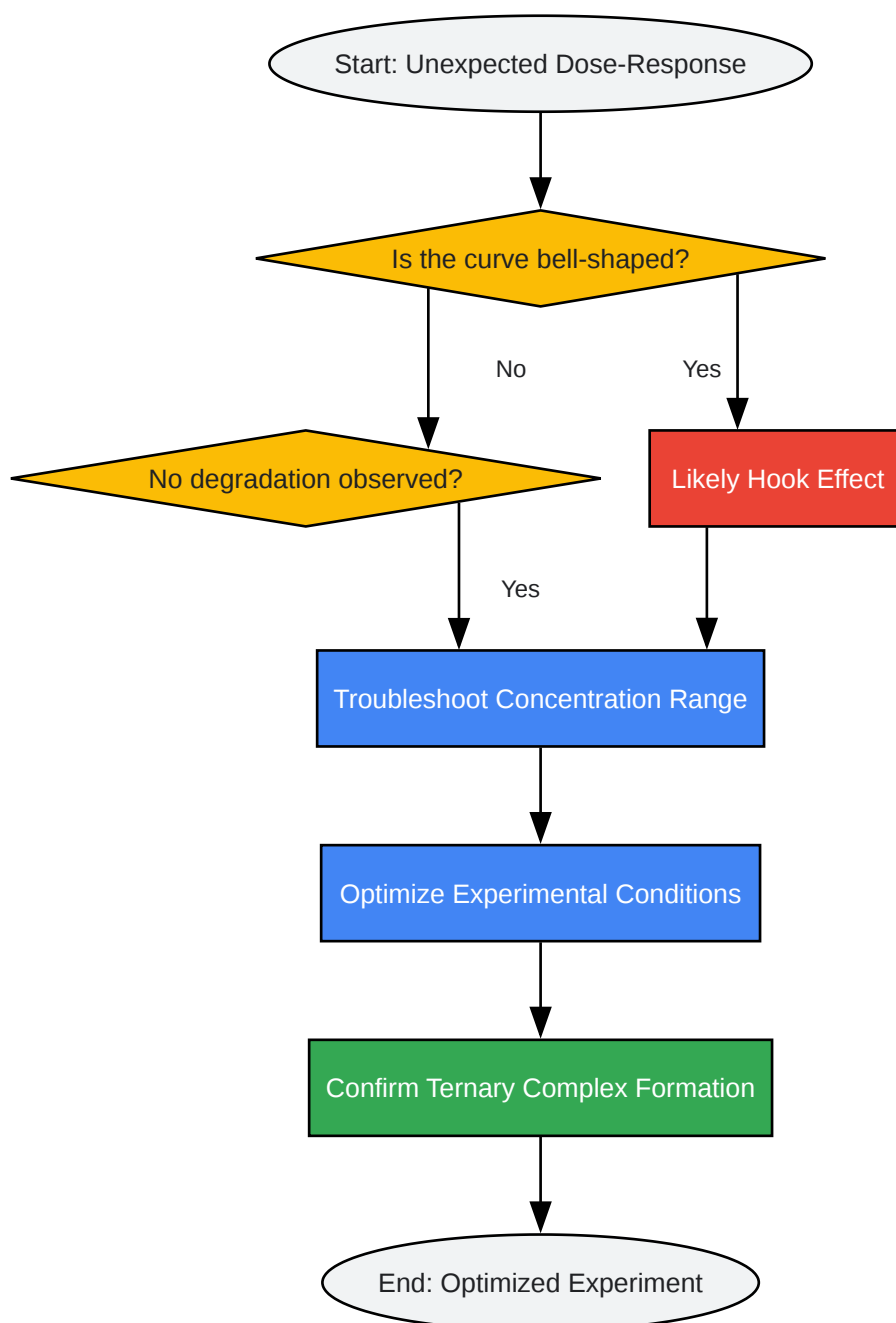 Start: Unexpected Dose-Response
Is the curve bell-shaped?
No
Yes
No degradation observed?
Likely Hook Effect
Yes
Troubleshoot Concentration Range
Optimize Experimental Conditions
Confirm Ternary Complex Formation
End: Optimized Experiment